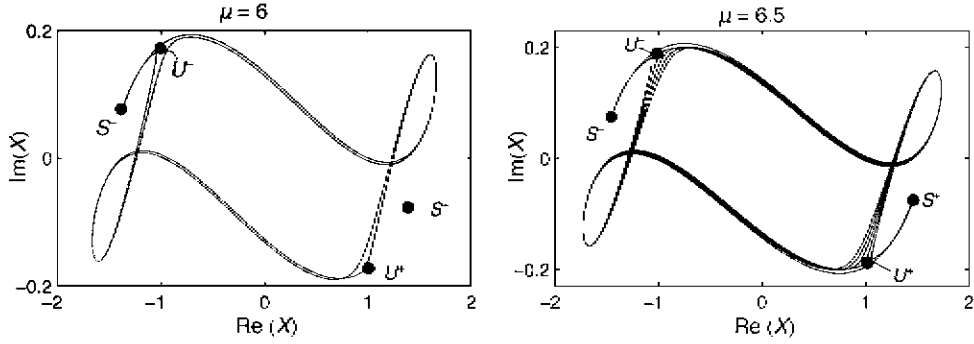 μ = 6
0.2
0
−0.2
−2
−1
0
1
2
Im(X)
Re (X)
U⁻
S⁻
S⁻
U⁺
μ = 6.5
0.2
0
−0.2
−2
−1
0
1
2
Im(X)
Re (X)
U⁻
S⁻
S⁺
U⁺